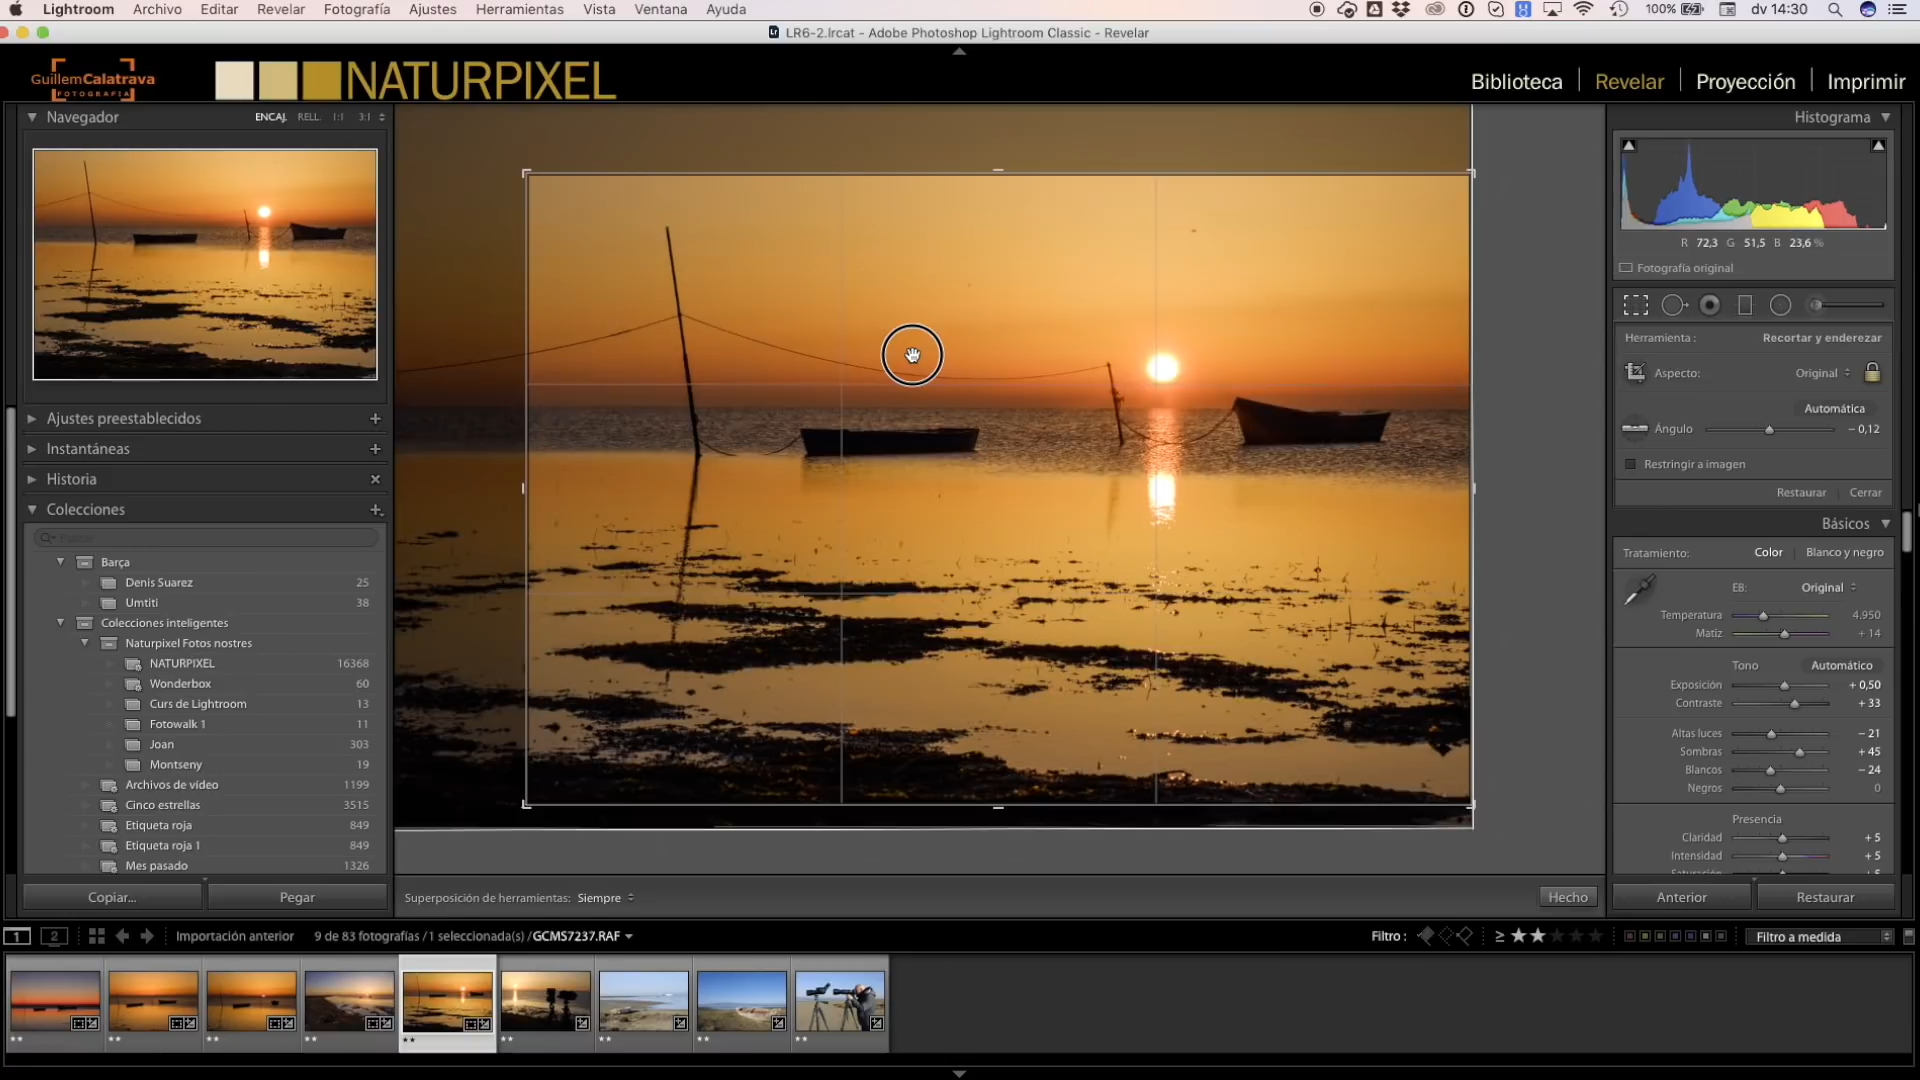 Lightroom Archivo Editar Revelar Fotografía Ajustes Herramientas Vista Ventana Ayuda 100% dv 14:30
LR6-2.lrcat - Adobe Photoshop Lightroom Classic - Revelar
GuillemCalatrava
FOTOGRAFIA
NATURPIXEL
Biblioteca Revelar Proyección Imprimir
Navegador ENCAJ. RELL. 1:1 3:1
Ajustes preestablecidos
Instantáneas
Historia
Colecciones
Barça
Denis Suarez 25
Umtiti 38
Colecciones inteligentes
Naturpixel Fotos nostres
NATURPIXEL 16368
Wonderbox 60
Curs de Lightroom 13
Fotowalk 1 11
Joan 303
Montseny 19
Archivos de vídeo 1199
Cinco estrellas 3515
Etiqueta roja 849
Etiqueta roja 1 849
Mes pasado 1326
Copiar... Pegar
Superposición de herramientas: Siempre
Hecho
Histograma
R 72,3 G 51,5 B 23,6 %
Fotografía original
Herramienta : Recortar y enderezar
Aspecto: Original
Automática
Ángulo - 0,12
Restringir a imagen
Restaurar Cerrar
Básicos
Tratamiento: Color Blanco y negro
EB: Original
Temperatura 4.950
Matiz + 14
Tono Automático
Exposición + 0,50
Contraste + 33
Altas luces - 21
Sombras + 45
Blancos - 24
Negros 0
Presencia
Claridad + 5
Intensidad + 5
Anterior Restaurar
1 2 Importación anterior 9 de 83 fotografías /1 seleccionada(s) /GCMS7237.RAF Filtro : ≥ Filtro a medida